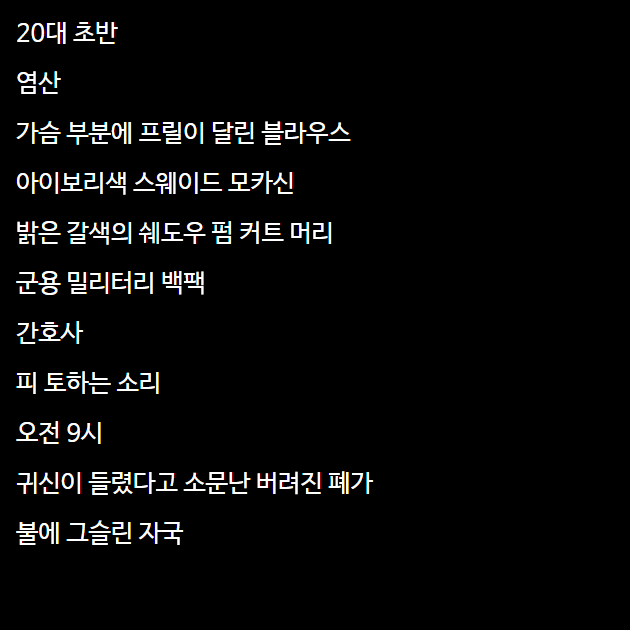 20대 초반
염산
가슴 부분에 프릴이 달린 블라우스
아이보리색 스웨이드 모카신
밝은 갈색의 쉐도우 펌 커트 머리
군용 밀리터리 백팩
간호사
피 토하는 소리
오전 9시
귀신이 들렸다고 소문난 버려진 폐가
불에 그슬린 자국